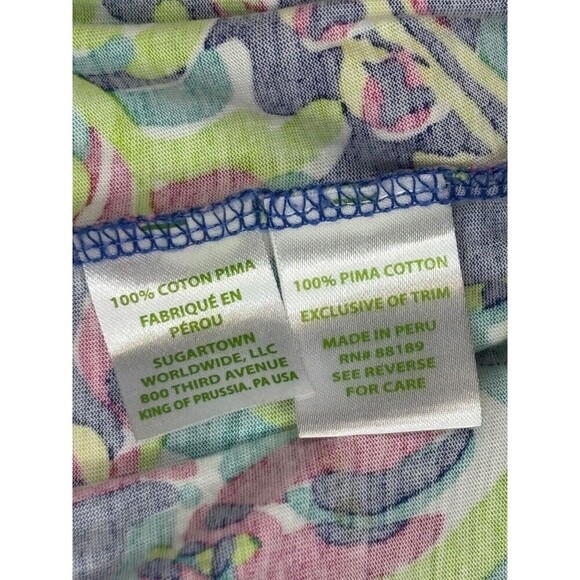 100% COTON PIMA
FABRIQUÉ EN
PÉROU
SUGARTOWN
WORLDWIDE, LLC
800 THIRD AVENUE
KING OF PRUSSIA. PA USA
100% PIMA COTTON
EXCLUSIVE OF TRIM
MADE IN PERU
RN# 88189
SEE REVERSE
FOR CARE